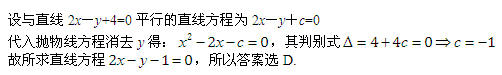 设与直线 2x—y+4=0 平行的直线方程为 2x—y+c=0
代入抛物线方程消去 y 得：x²-2x-c=0，其判别式Δ=4+4c=0⇒c=-1
故所求直线方程 2x-y-1=0，所以答案选 D.